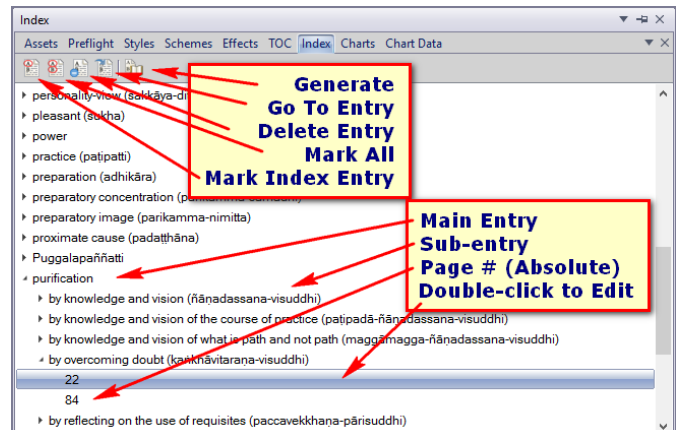 Index
Assets Preflight Styles Schemes Effects TOC Index Charts Chart Data
Generate
Go To Entry
Delete Entry
Mark All
Mark Index Entry
personality-view (sakkāya-di
pleasant (sukha)
power
practice (paṭipatti)
preparation (adhikāra)
preparatory concentration (parikamma-samādhi)
preparatory image (parikamma-nimitta)
proximate cause (padaṭṭhāna)
Puggalapaññatti
purification
Main Entry
Sub-entry
Page # (Absolute)
Double-click to Edit
by knowledge and vision (ñāṇadassana-visuddhi)
by knowledge and vision of the course of practice (paṭipadā-ñāṇadassana-visuddhi)
by knowledge and vision of what is path and not path (maggāmagga-ñāṇadassana-visuddhi)
by overcoming doubt (kaṅkhāvitaraṇa-visuddhi)
22
84
by reflecting on the use of requisites (paccavekkhaṇa-pārisuddhi)